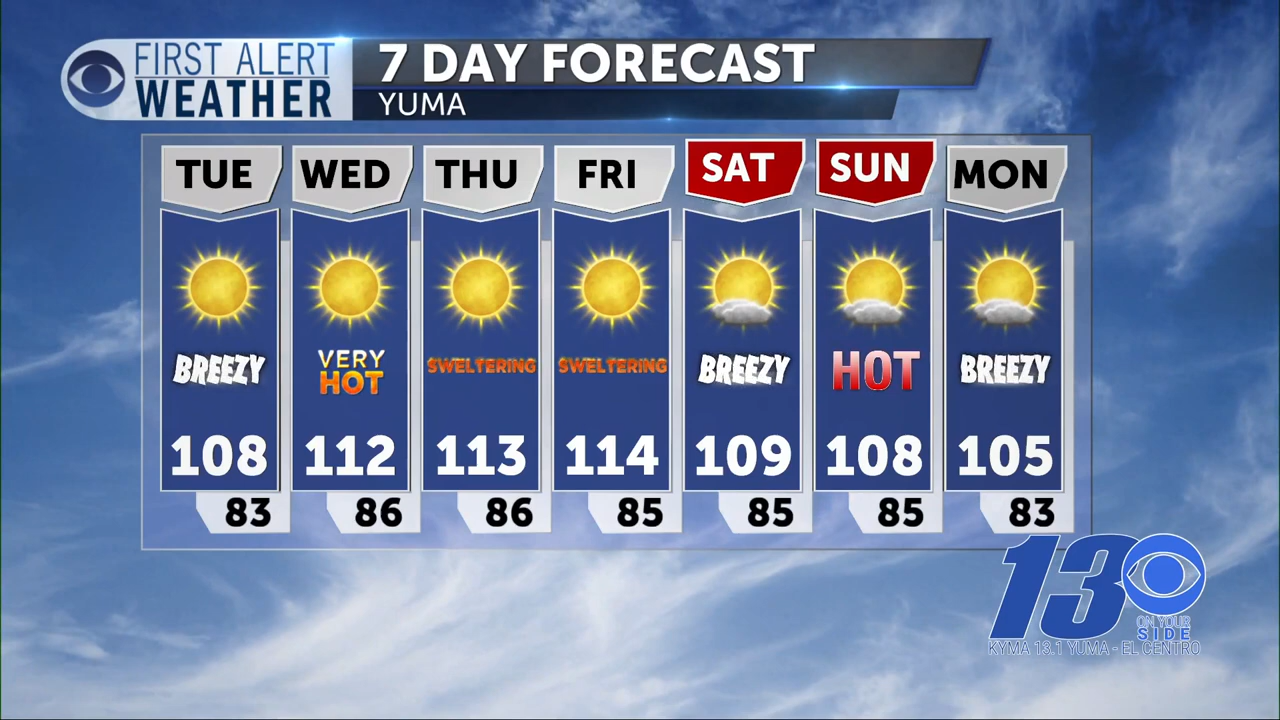 FIRST ALERT
WEATHER
7 DAY FORECAST
YUMA
TUE WED THU FRI SAT SUN MON
BREEZY VERY HOT SWELTERING SWELTERING BREEZY HOT BREEZY
108 112 113 114 109 108 105
83 86 86 85 85 85 83
13
ON YOUR
SIDE
KYMA 13.1 YUMA - EL CENTRO